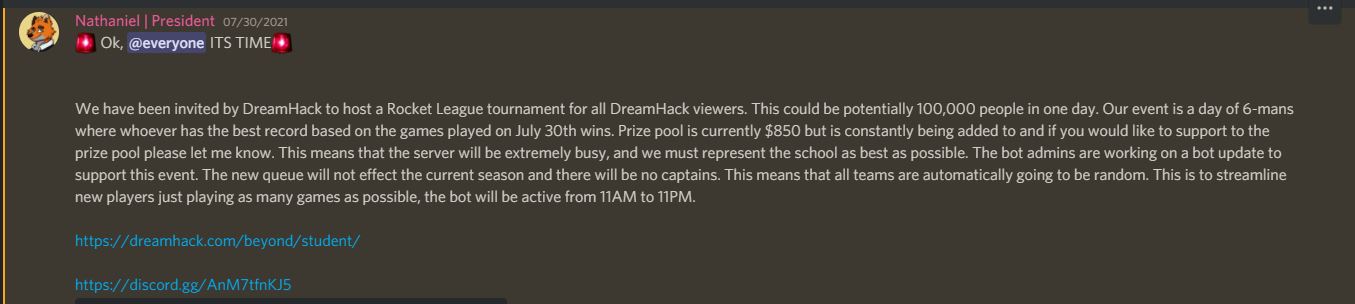 Nathaniel | President 07/30/2021
🚨 Ok, @everyone ITS TIME🚨
We have been invited by DreamHack to host a Rocket League tournament for all DreamHack viewers. This could be potentially 100,000 people in one day. Our event is a day of 6-mans
where whoever has the best record based on the games played on July 30th wins. Prize pool is currently $850 but is constantly being added to and if you would like to support to the
prize pool please let me know. This means that the server will be extremely busy, and we must represent the school as best as possible. The bot admins are working on a bot update to
support this event. The new queue will not effect the current season and there will be no captains. This means that all teams are automatically going to be random. This is to streamline
new players just playing as many games as possible, the bot will be active from 11AM to 11PM.
https://dreamhack.com/beyond/student/
https://discord.gg/AnM7tfnKJ5